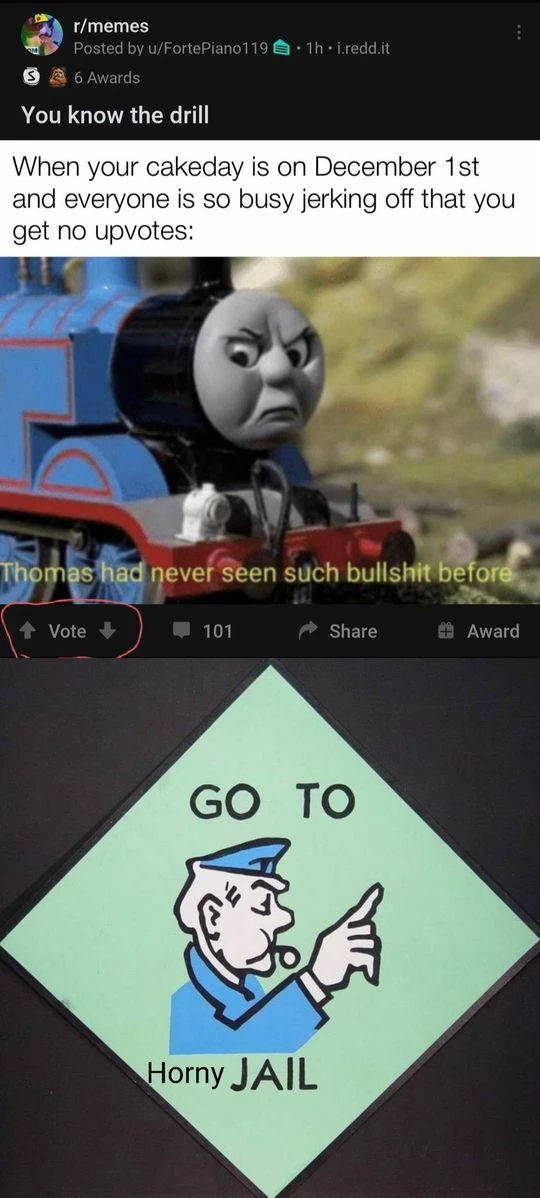 r/memes
Posted by u/FortePiano119 • 1h • i.redd.it
S 6 Awards
You know the drill
When your cakeday is on December 1st
and everyone is so busy jerking off that you
get no upvotes:
Thomas had never seen such bullshit before
Vote 101 Share Award
GO TO
Horny JAIL